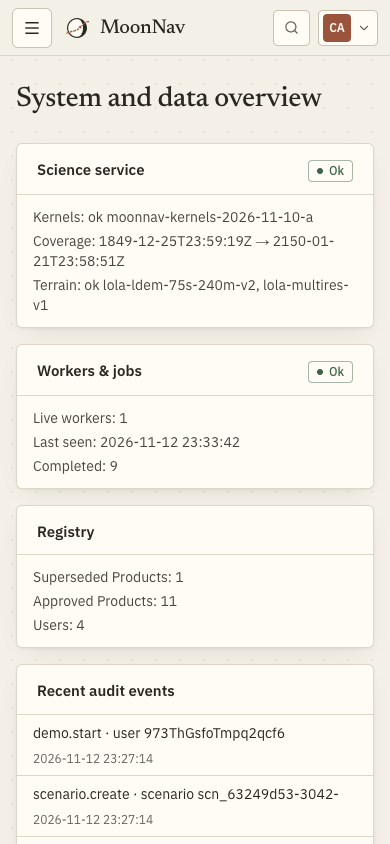 MoonNav
CA
System and data overview
Science service
Ok
Kernels: ok moonnav-kernels-2026-11-10-a
Coverage: 1849-12-25T23:59:19Z → 2150-01-
21T23:58:51Z
Terrain: ok lola-ldem-75s-240m-v2, lola-multires-
v1
Workers & jobs
Ok
Live workers: 1
Last seen: 2026-11-12 23:33:42
Completed: 9
Registry
Superseded Products: 1
Approved Products: 11
Users: 4
Recent audit events
demo.start · user 973ThGsfoTmpq2qcf6
2026-11-12 23:27:14
scenario.create · scenario scn_63249d53-3042-
2026-11-12 23:27:14